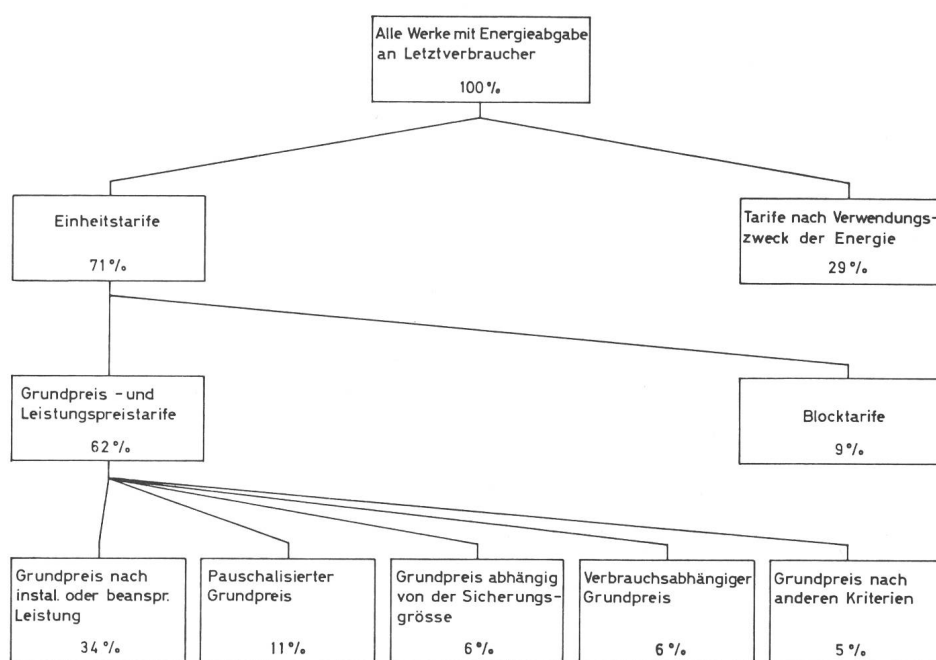 Alle Werke mit Energieabgabe
an Letztverbraucher
100 %
Einheitstarife
71 %
Tarife nach Verwendungs-
zweck der Energie
29 %
Grundpreis - und
Leistungspreistarife
62 %
Blocktarife
9 %
Grundpreis nach
instal. oder beanspr.
Leistung
34 %
Pauschalisierter
Grundpreis
11 %
Grundpreis abhängig
von der Sicherungs-
grösse
6 %
Verbrauchsabhängiger
Grundpreis
6 %
Grundpreis nach
anderen Kriterien
5 %